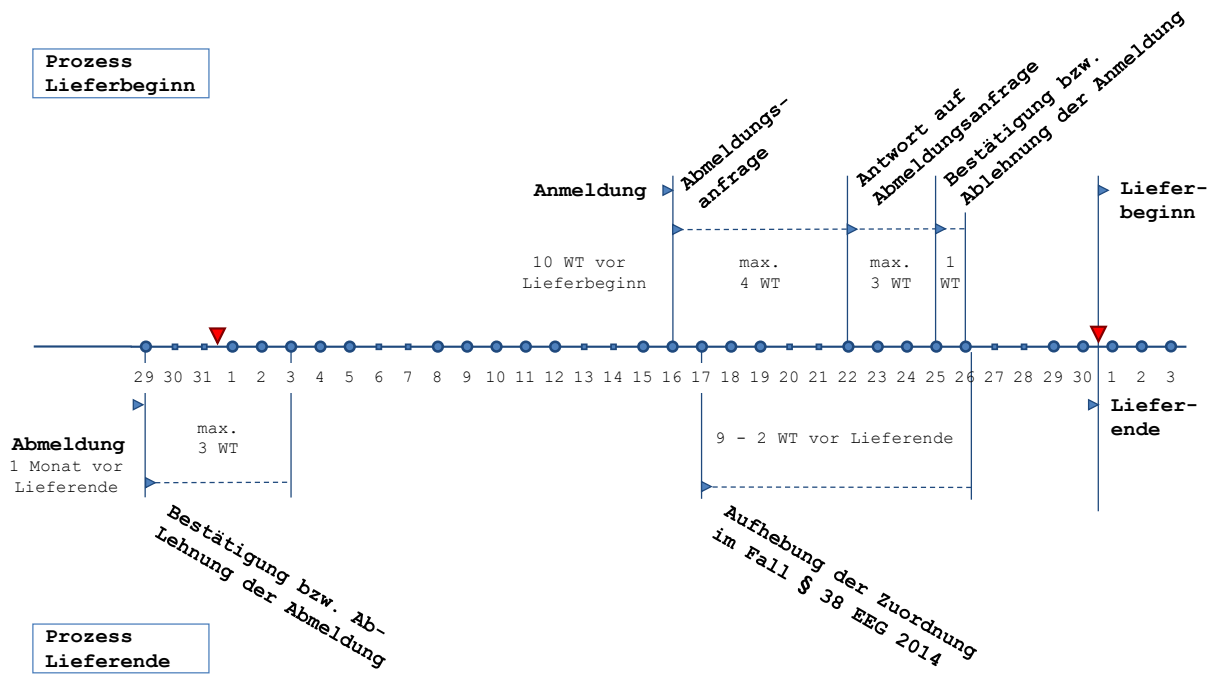 Prozess
Lieferbeginn
Abmeldungs-
anfrage
Antwort auf
Abmeldungsanfrage
Bestätigung bzw.
Ablehnung der Anmeldung
Anmeldung
Liefer-
beginn
10 WT vor
Lieferbeginn
max.
4 WT
max.
3 WT
1
WT
29 30 31 1 2 3 4 5 6 7 8 9 10 11 12 13 14 15 16 17 18 19 20 21 22 23 24 25 26 27 28 29 30 1 2 3
Liefer-
ende
Abmeldung
1 Monat vor
Lieferende
max.
3 WT
9 - 2 WT vor Lieferende
Bestätigung bzw. Ab-
Lehnung der Abmeldung
Aufhebung der Zuordnung
im Fall § 38 EEG 2014
Prozess
Lieferende